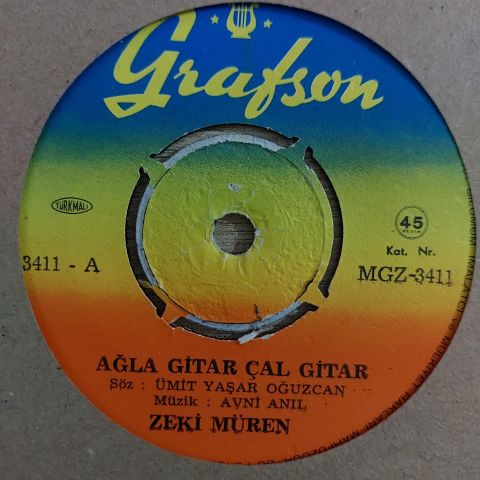 Grafson
TÜRKMALI
45
Kat. Nr.
3411 - A
MGZ-3411
AĞLA GİTAR ÇAL GİTAR
Söz : ÜMİT YAŞAR OĞUZCAN
Müzik : AVNİ ANIL
ZEKİ MÜREN